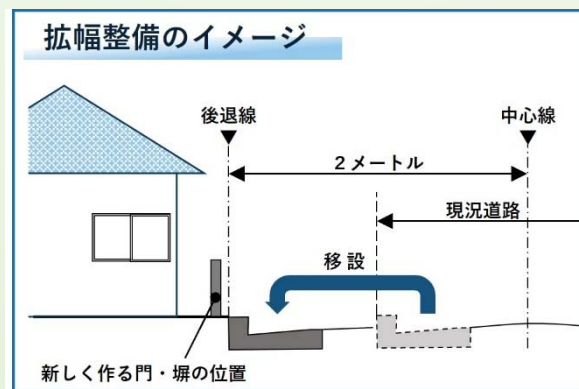 拡幅整備のイメージ
後退線
中心線
2メートル
現況道路
移設
新しく作る門・塀の位置